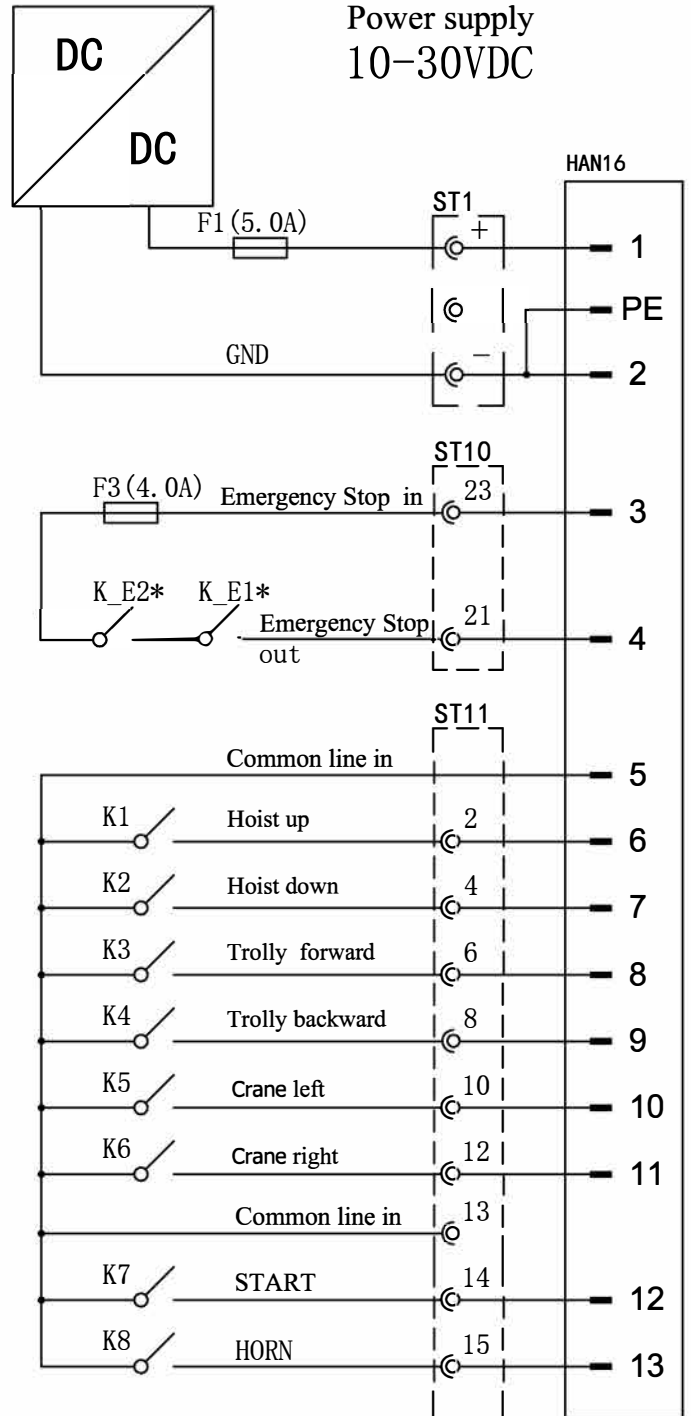 Power supply
10-30VDC
DC
DC
HAN16
ST1
F1(5.0A)
+
1
PE
GND
-
2
ST10
F3(4.0A)
Emergency Stop in
23
3
K_E2*
K_E1*
Emergency Stop
out
21
4
ST11
Common line in
5
K1
Hoist up
2
6
K2
Hoist down
4
7
K3
Trolly forward
6
8
K4
Trolly backward
8
9
K5
Crane left
10
10
K6
Crane right
12
11
Common line in
13
K7
START
14
12
K8
HORN
15
13